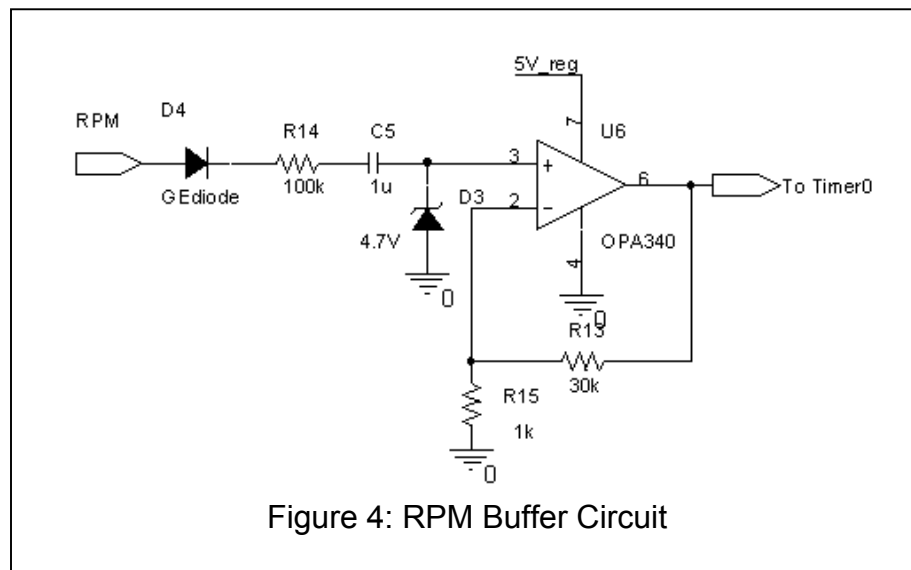 5V_reg
D4
RPM
R14
C5
7
U6
3
+
100k
1u
GEdiode
6
To Timer0
2
D3
−
4.7V
OPA340
4
0
0
R13
30k
R15
1k
0
Figure 4: RPM Buffer Circuit